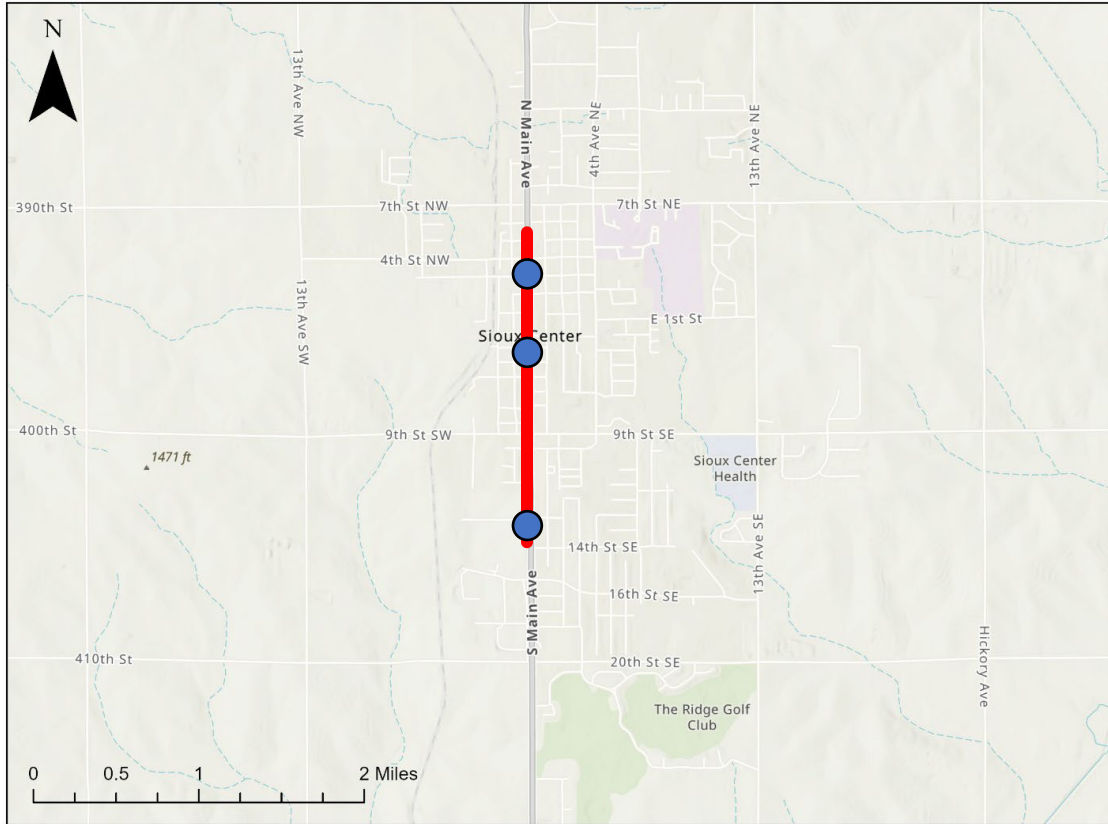 N
13th Ave NW
N Main Ave
4th Ave NE
13th Ave NE
390th St
7th St NW
7th St NE
4th St NW
13th Ave SW
E 1st St
Sioux Center
400th St
9th St SW
9th St SE
1471 ft
Sioux Center
Health
13th Ave SE
14th St SE
16th St SE
S Main Ave
Hickory Ave
410th St
20th St SE
The Ridge Golf
Club
0 0.5 1 2 Miles